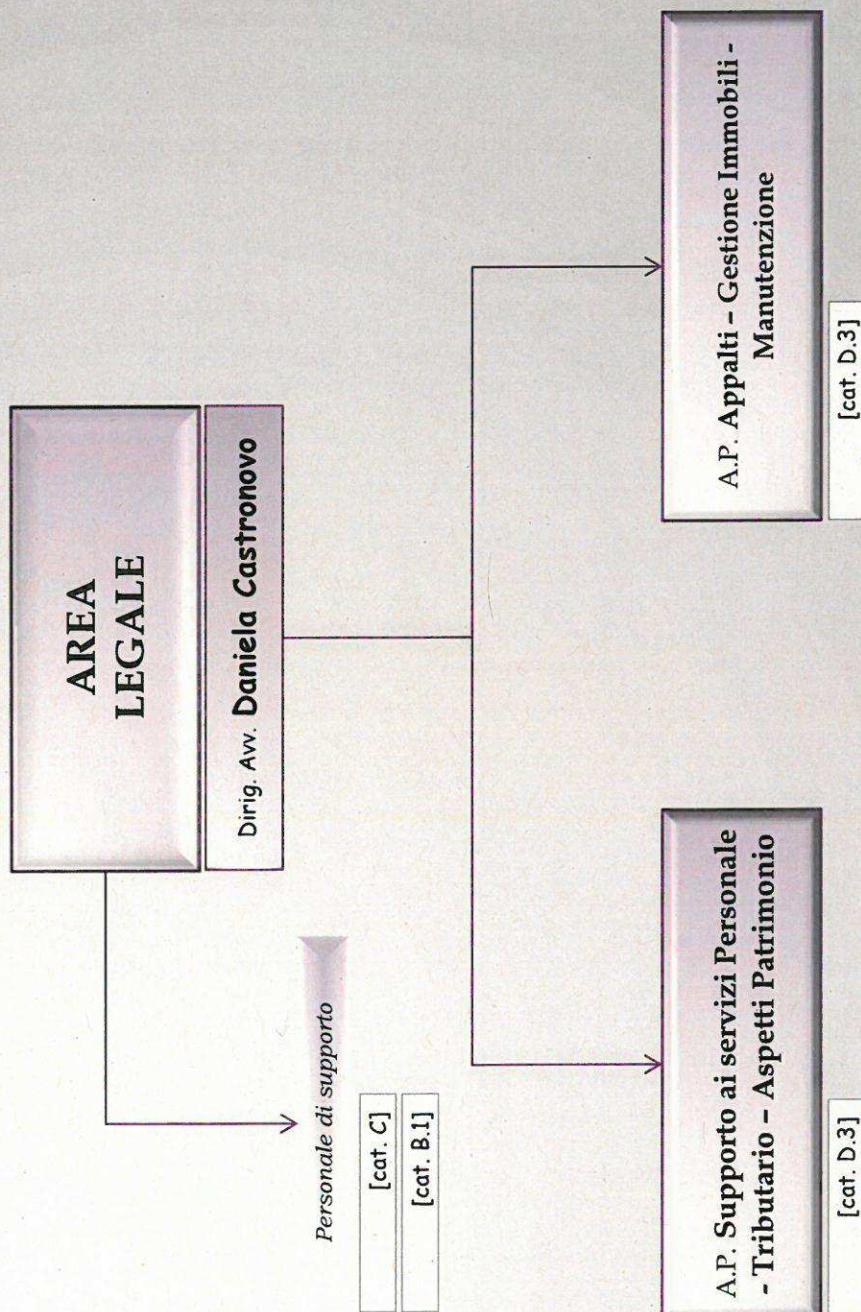 AREA
LEGALE
Dirig. Avv. Daniela Castronovo
Personale di supporto
[cat. C]
[cat. B.1]
A.P. Supporto ai servizi Personale
- Tributario – Aspetti Patrimonio
[cat. D.3]
A.P. Appalti – Gestione Immobili -
Manutenzione
[cat. D.3]